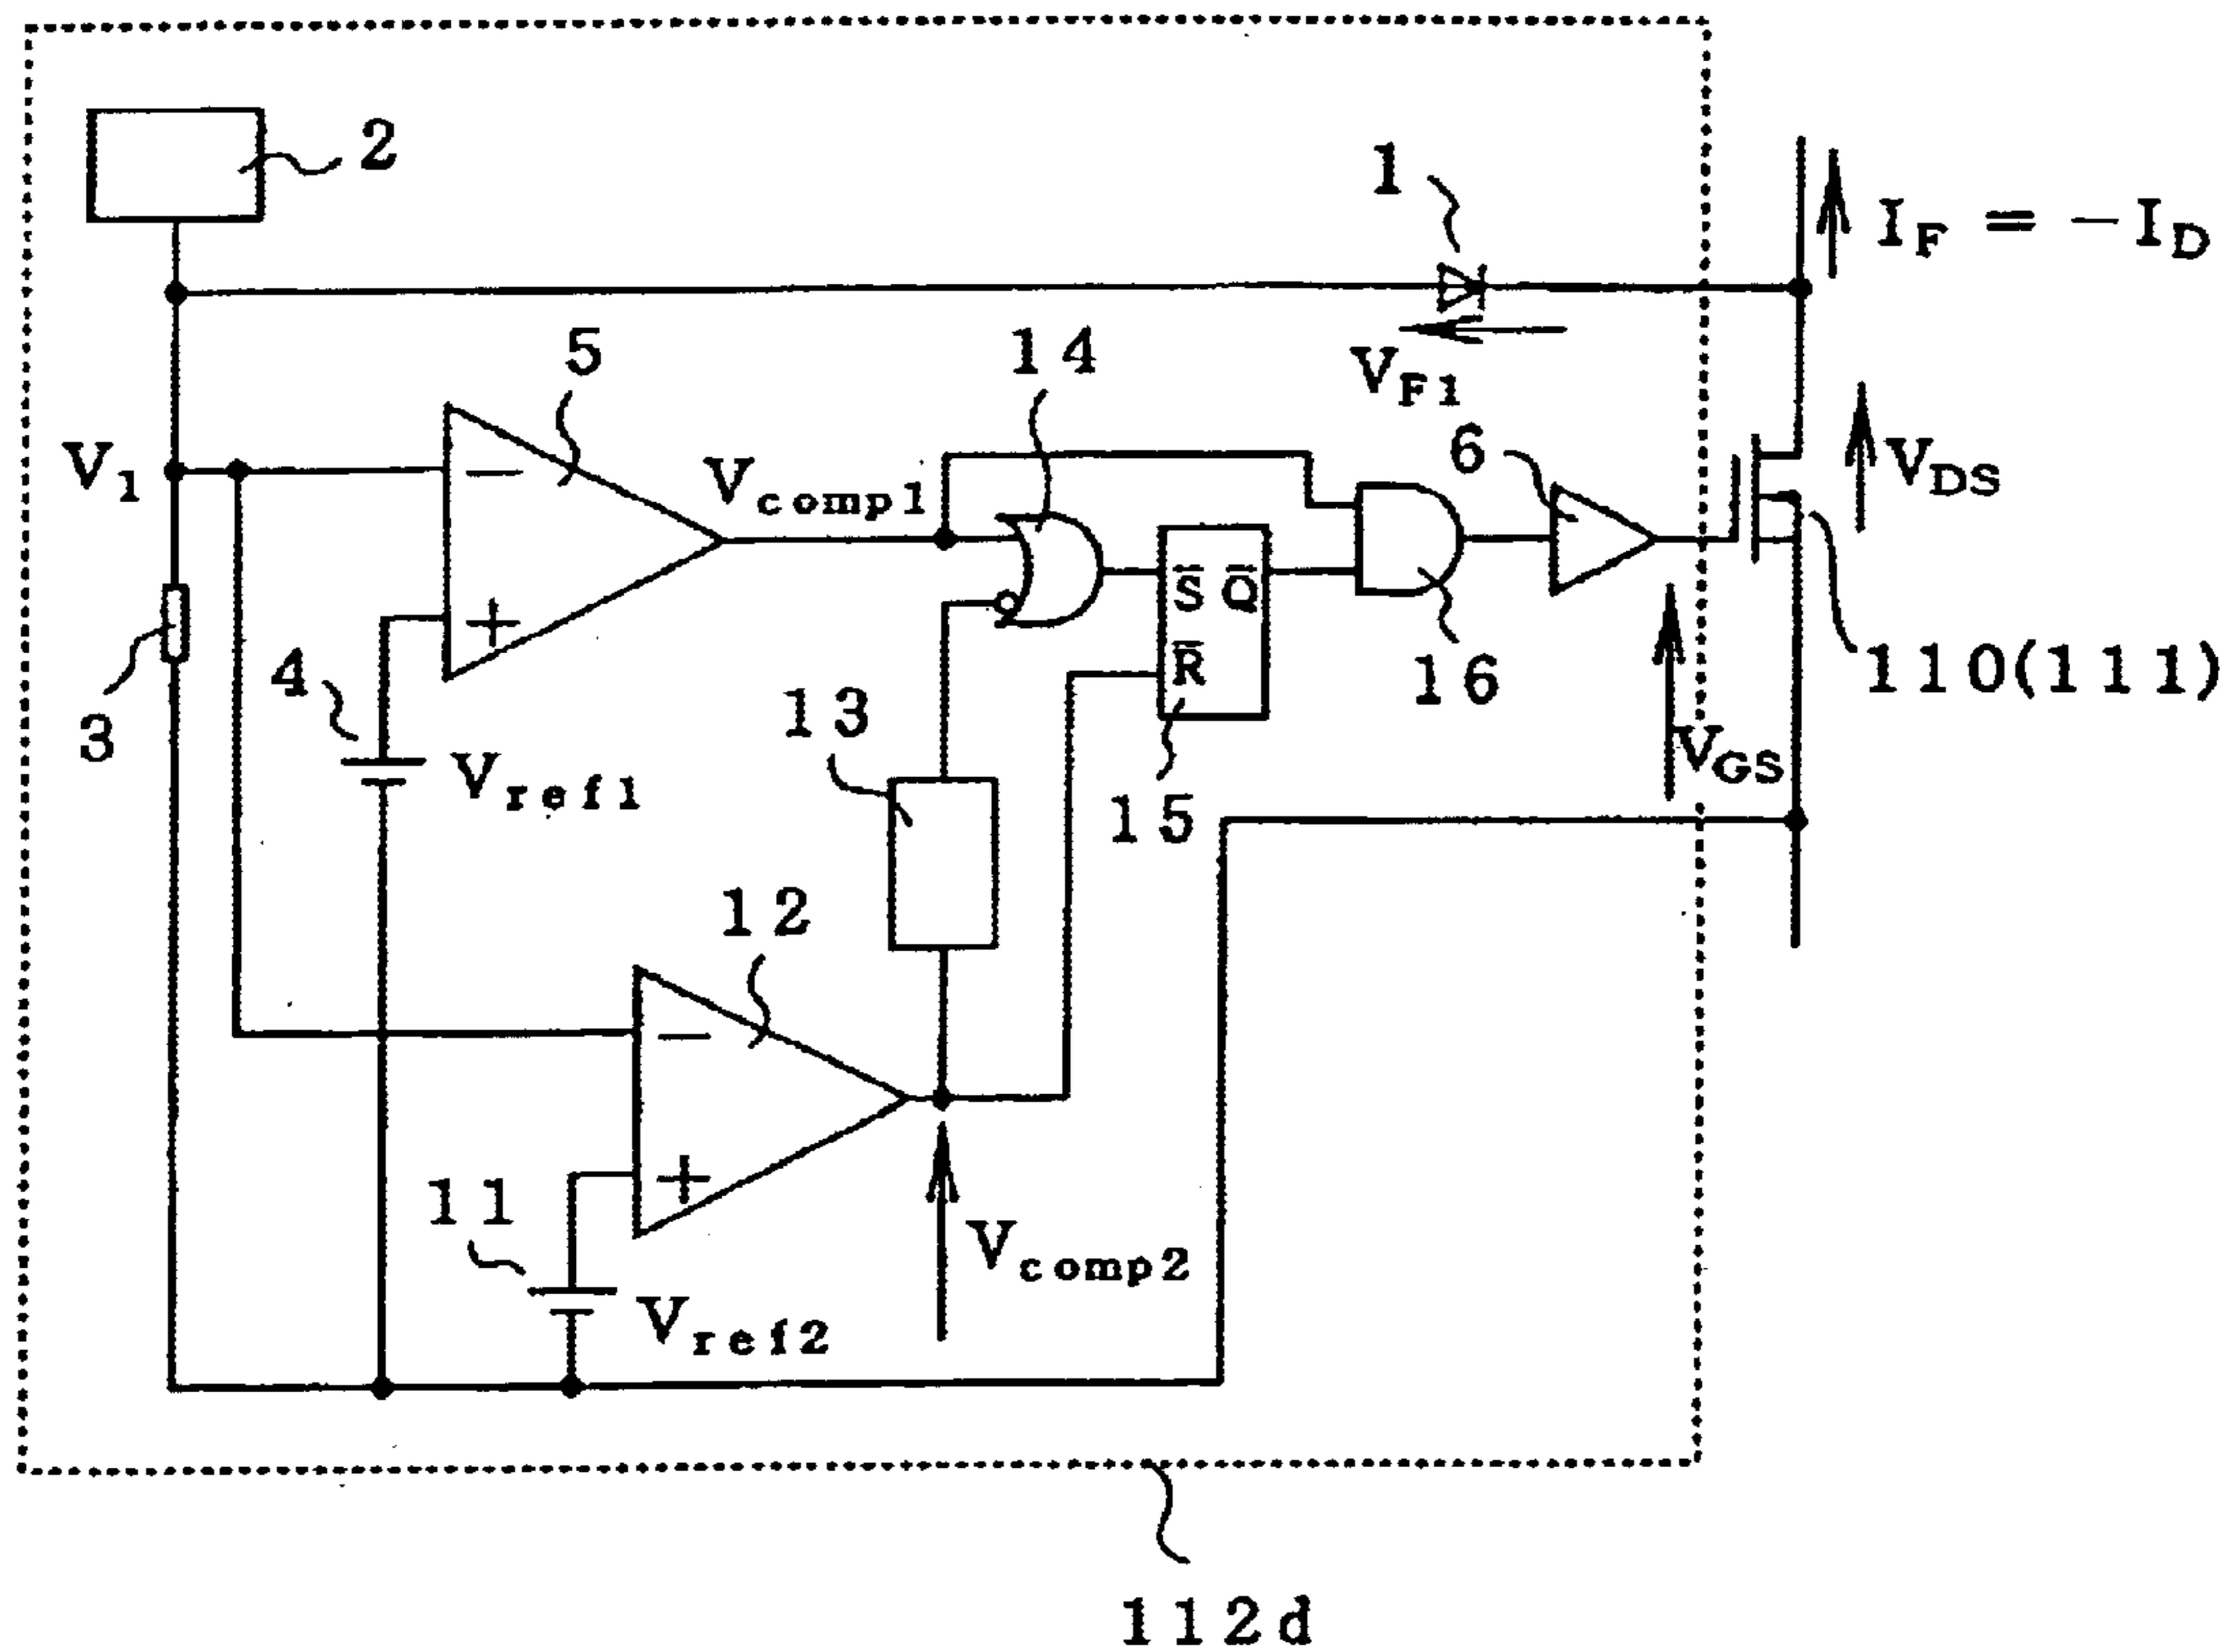 2
1
I_F = −I_D
5
14
V_F1
6
V_1
−
V_comp1
V_DS
S̅ Q̅
R̅
+
4
16
110(111)
3
13
V_ref1
V_GS
15
12
−
11
+
V_comp2
V_ref2
112d